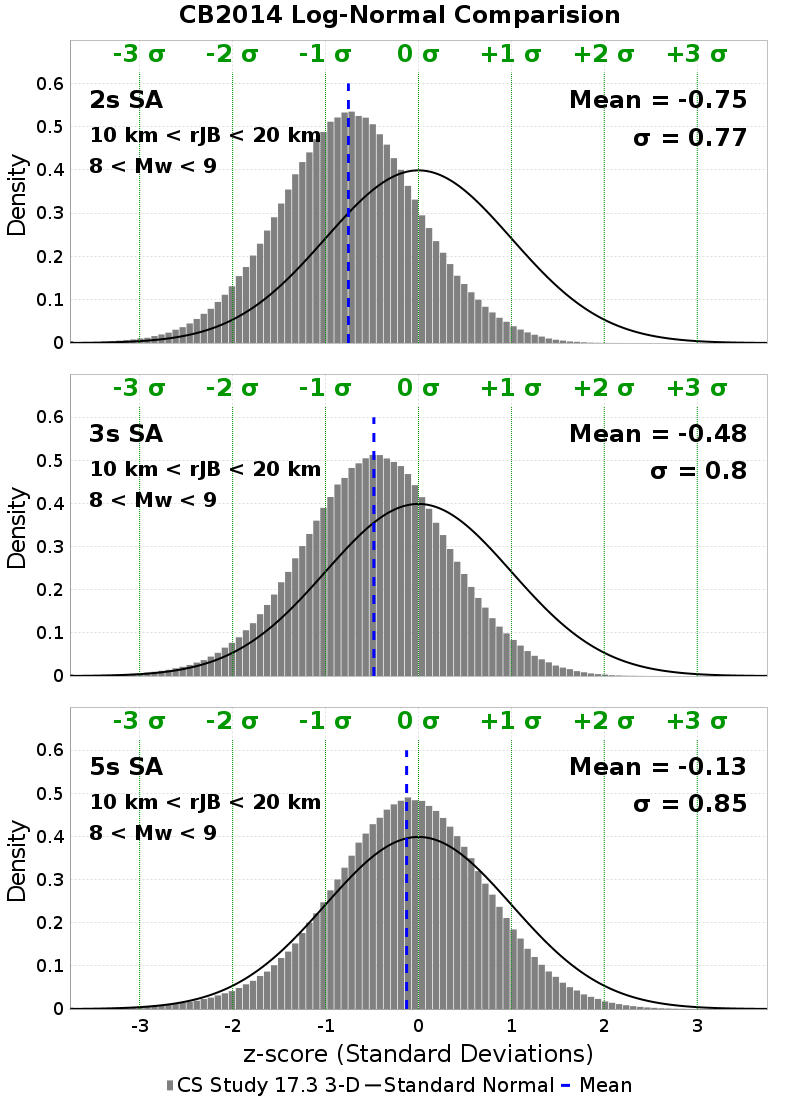 CB2014 Log-Normal Comparision
-3 σ -2 σ -1 σ 0 σ +1 σ +2 σ +3 σ
0.6
2s SA Mean = -0.75
0.5
10 km < rJB < 20 km σ = 0.77
8 < Mw < 9
0.4
0.3
0.2
0.1
0
Density
-3 σ -2 σ -1 σ 0 σ +1 σ +2 σ +3 σ
0.6
3s SA Mean = -0.48
0.5
10 km < rJB < 20 km σ = 0.8
8 < Mw < 9
0.4
0.3
0.2
0.1
0
Density
-3 σ -2 σ -1 σ 0 σ +1 σ +2 σ +3 σ
0.6
5s SA Mean = -0.13
0.5
10 km < rJB < 20 km σ = 0.85
8 < Mw < 9
0.4
0.3
0.2
0.1
0
Density
-3 -2 -1 0 1 2 3
z-score (Standard Deviations)
CS Study 17.3 3-D Standard Normal Mean